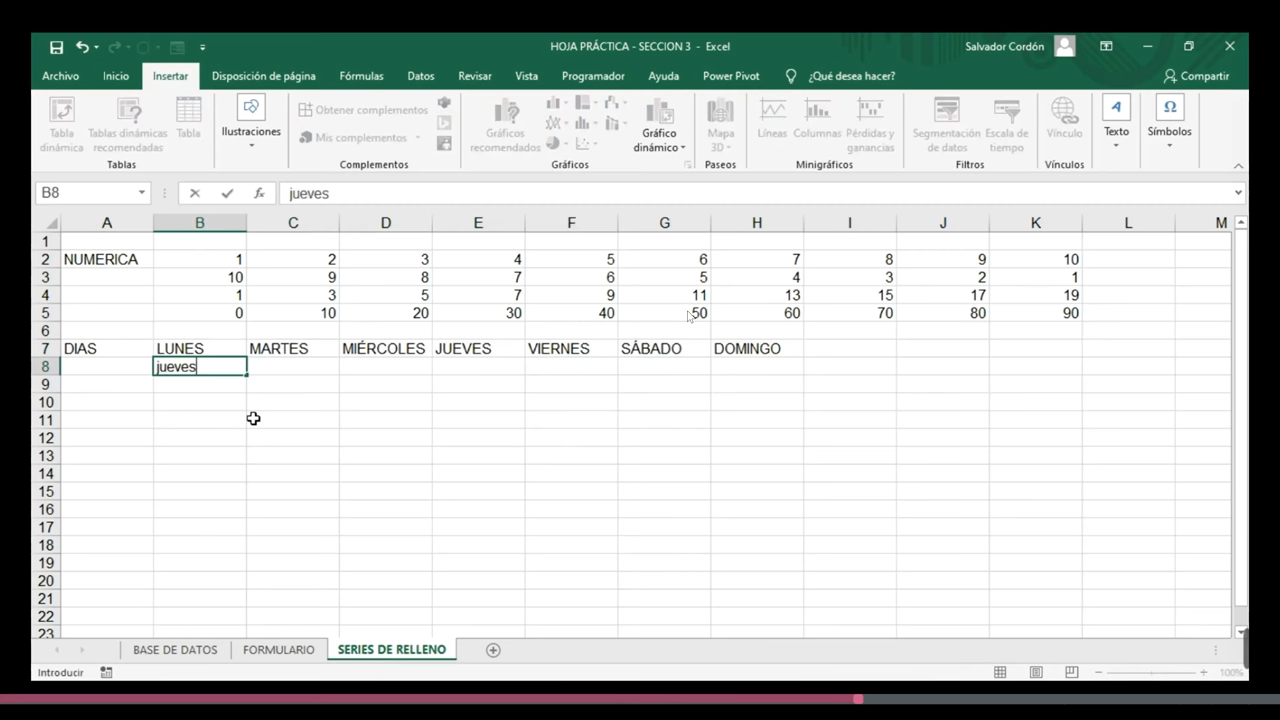 HOJA PRÁCTICA - SECCION 3 - Excel
Salvador Cordón
Archivo Inicio Insertar Disposición de página Fórmulas Datos Revisar Vista Programador Ayuda Power Pivot ¿Qué desea hacer? Compartir
Tabla dinámica
Tablas dinámicas recomendadas
Tabla
Tablas
Ilustraciones
Obtener complementos
Mis complementos
Complementos
Gráficos recomendados
Gráfico dinámico
Gráficos
Mapa 3D
Paseos
Líneas
Columnas
Pérdidas y ganancias
Minigráficos
Segmentación de datos
Escala de tiempo
Filtros
Vínculo
Vínculos
Texto
Símbolos
B8 fx jueves
A B C D E F G H I J K L M
1
2 NUMERICA 1 2 3 4 5 6 7 8 9 10
3 10 9 8 7 6 5 4 3 2 1
4 1 3 5 7 9 11 13 15 17 19
5 0 10 20 30 40 50 60 70 80 90
6
7 DIAS LUNES MARTES MIÉRCOLES JUEVES VIERNES SÁBADO DOMINGO
8 jueves
9
10
11
12
13
14
15
16
17
18
19
20
21
22
23
BASE DE DATOS FORMULARIO SERIES DE RELLENO
Introducir 100%